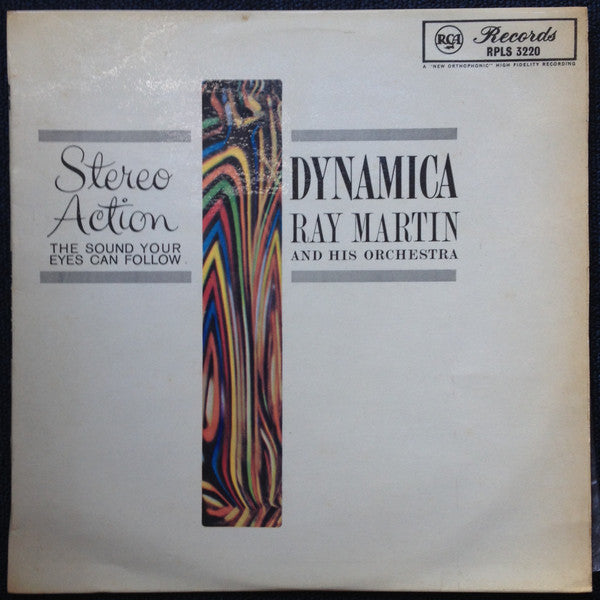 RCA Records
RPLS 3220
A "NEW ORTHOPHONIC" HIGH FIDELITY RECORDING
Stereo
Action
THE SOUND YOUR
EYES CAN FOLLOW
DYNAMICA
RAY MARTIN
AND HIS ORCHESTRA